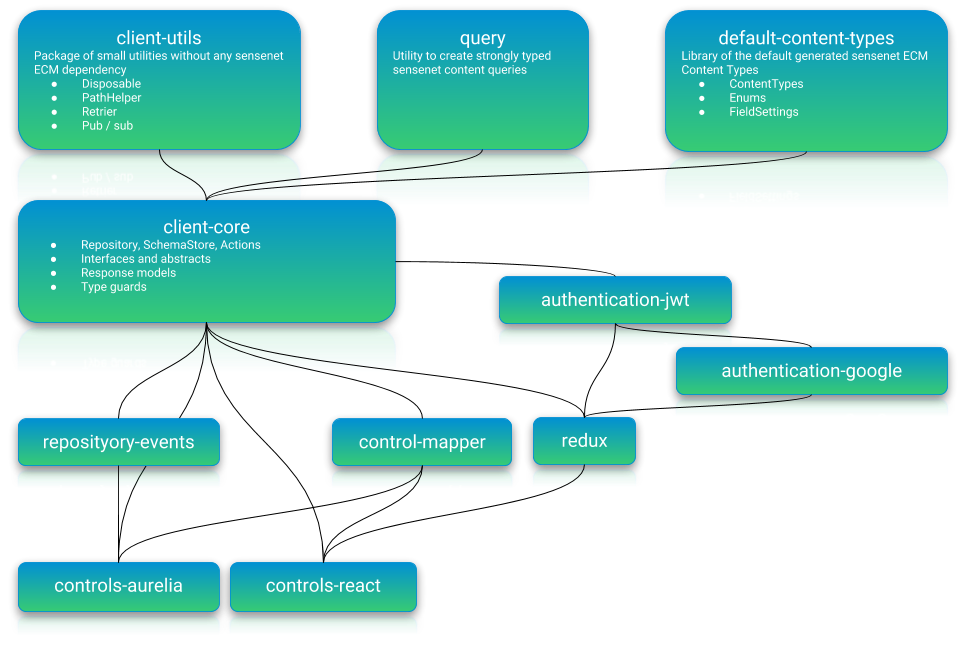 client-utils
Package of small utilities without any sensenet
ECM dependency
● Disposable
● PathHelper
● Retrier
● Pub / sub
query
Utility to create strongly typed
sensenet content queries
default-content-types
Library of the default generated sensenet ECM
Content Types
● ContentTypes
● Enums
● FieldSettings
client-core
● Repository, SchemaStore, Actions
● Interfaces and abstracts
● Response models
● Type guards
authentication-jwt
authentication-google
reposityory-events
control-mapper
redux
controls-aurelia
controls-react